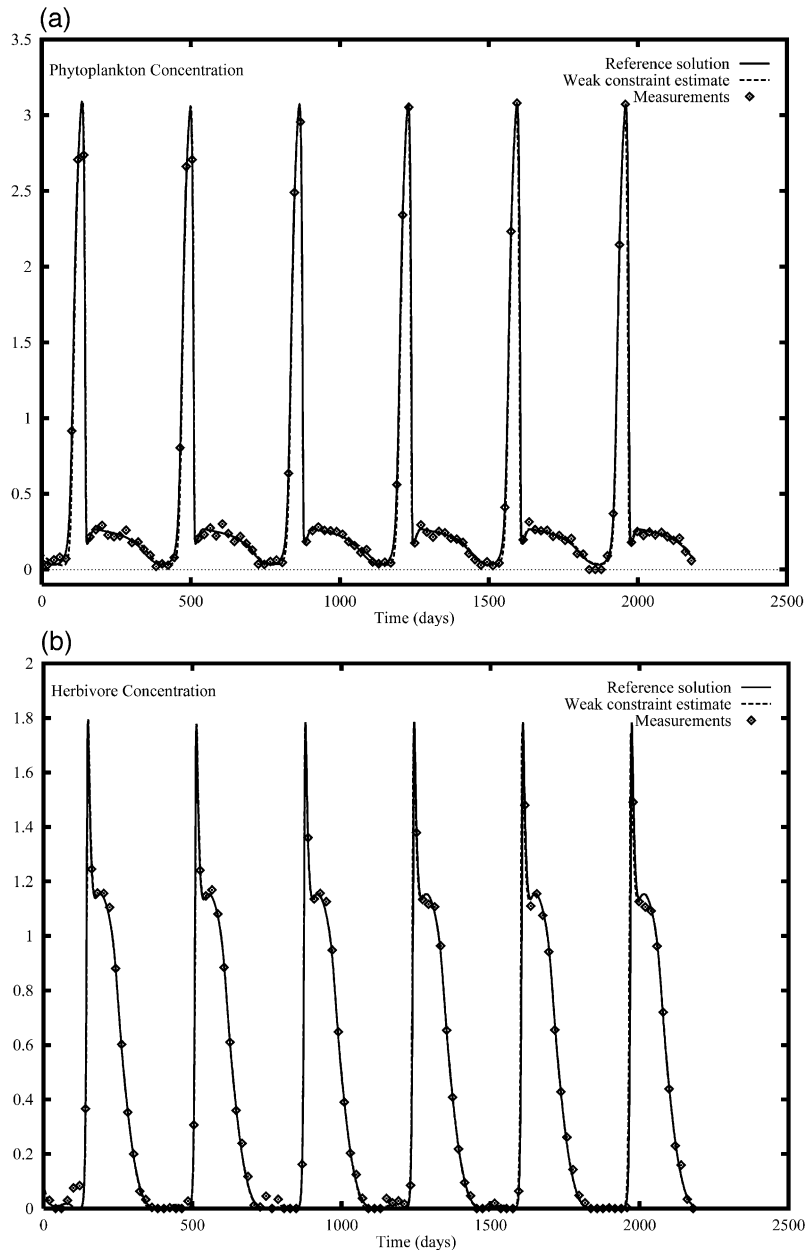 (a)
3.5
Phytoplankton Concentration
Reference solution
Weak constraint estimate
Measurements
3
2.5
2
1.5
1
0.5
0
0 500 1000 1500 2000 2500
Time (days)
(b)
2
Herbivore Concentration
Reference solution
Weak constraint estimate
Measurements
1.8
1.6
1.4
1.2
1
0.8
0.6
0.4
0.2
0
0 500 1000 1500 2000 2500
Time (days)